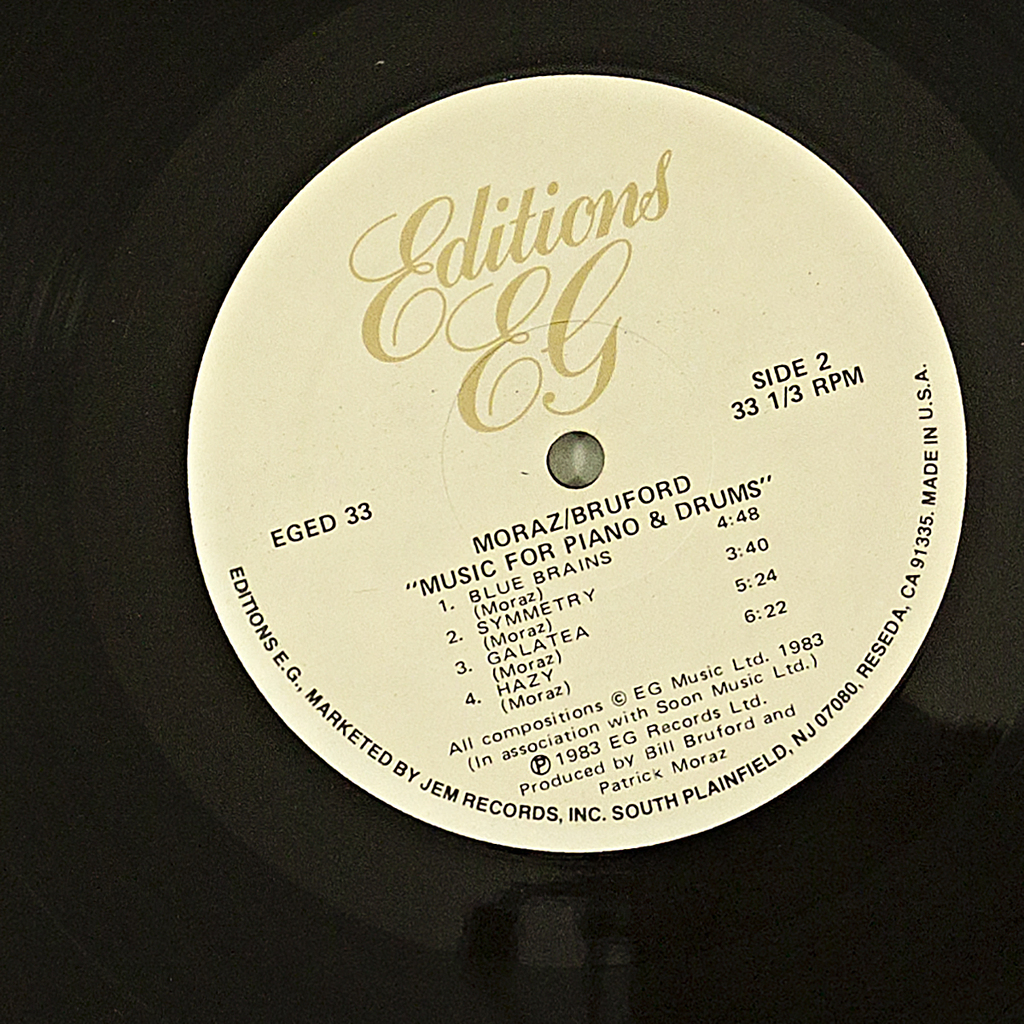 Editions
EG
SIDE 2
33 1/3 RPM
EGED 33
MORAZ/BRUFORD
"MUSIC FOR PIANO & DRUMS"
1. BLUE BRAINS 4:48
(Moraz)
2. SYMMETRY 3:40
(Moraz)
3. GALATEA 5:24
(Moraz)
4. HAZY 6:22
(Moraz)
All compositions © EG Music Ltd. 1983
(In association with Soon Music Ltd.)
℗ 1983 EG Records Ltd.
Produced by Bill Bruford and
Patrick Moraz
EDITIONS E.G., MARKETED BY JEM RECORDS, INC. SOUTH PLAINFIELD, NJ 07080, RESEDA, CA 91335. MADE IN U.S.A.